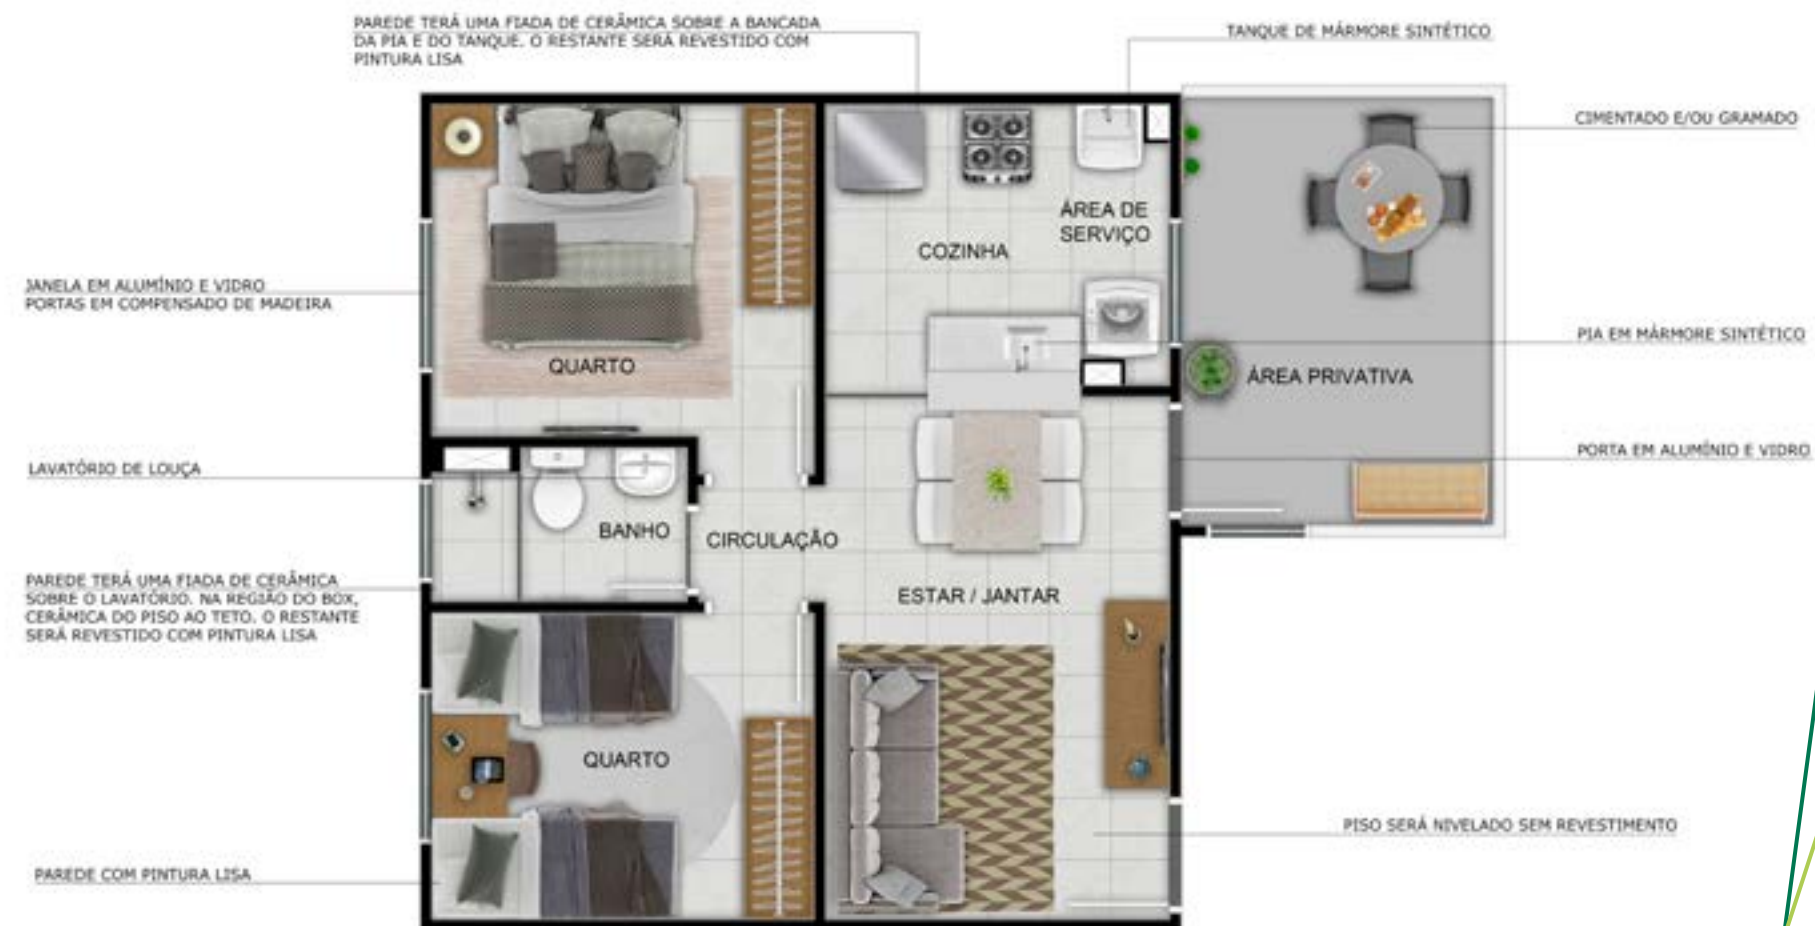 PAREDE TERÁ UMA FIADA DE CERÂMICA SOBRE A BANCADA
DA PIA E DO TANQUE. O RESTANTE SERÁ REVESTIDO COM
PINTURA LISA
TANQUE DE MÁRMORE SINTÉTICO
CIMENTADO E/OU GRAMADO
ÁREA DE
SERVIÇO
COZINHA
JANELA EM ALUMÍNIO E VIDRO
PORTAS EM COMPENSADO DE MADEIRA
PIA EM MÁRMORE SINTÉTICO
QUARTO
ÁREA PRIVATIVA
LAVATÓRIO DE LOUÇA
PORTA EM ALUMÍNIO E VIDRO
BANHO
CIRCULAÇÃO
PAREDE TERÁ UMA FIADA DE CERÂMICA
SOBRE O LAVATÓRIO. NA REGIÃO DO BOX,
CERÂMICA DO PISO AO TETO. O RESTANTE
SERÁ REVESTIDO COM PINTURA LISA
ESTAR / JANTAR
QUARTO
PISO SERÁ NIVELADO SEM REVESTIMENTO
PAREDE COM PINTURA LISA